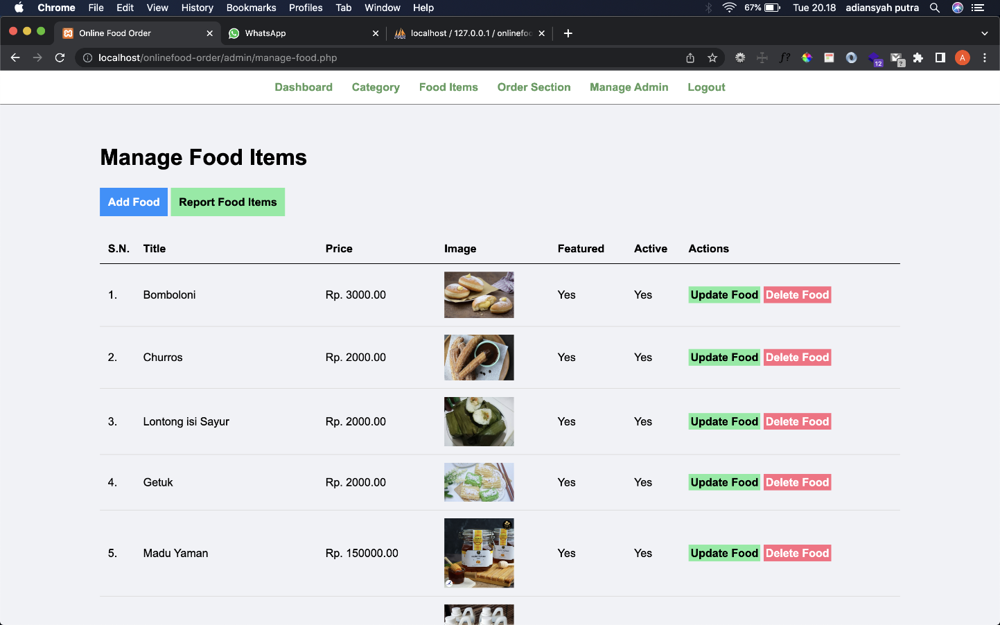 Chrome File Edit View History Bookmarks Profiles Tab Window Help 67% Tue 20.18 adiansyah putra
Online Food Order WhatsApp localhost / 127.0.0.1 / onlinefoo
localhost/onlinefood-order/admin/manage-food.php f? 12 ? A
Dashboard Category Food Items Order Section Manage Admin Logout
Manage Food Items
Add Food Report Food Items
S.N. Title Price Image Featured Active Actions
1. Bomboloni Rp. 3000.00 Yes Yes Update Food Delete Food
2. Churros Rp. 2000.00 Yes Yes Update Food Delete Food
3. Lontong isi Sayur Rp. 2000.00 Yes Yes Update Food Delete Food
4. Getuk Rp. 2000.00 Yes Yes Update Food Delete Food
5. Madu Yaman Rp. 150000.00 Yes Yes Update Food Delete Food